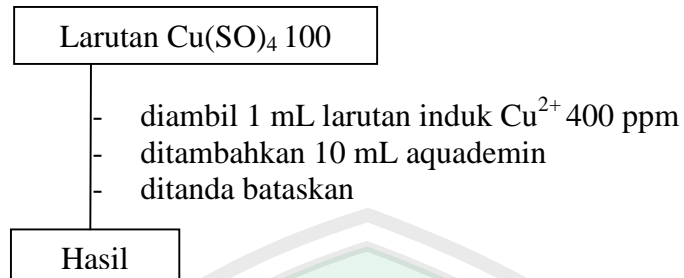 Larutan Cu(SO)₄ 100
- diambil 1 mL larutan induk Cu²⁺ 400 ppm
- ditambahkan 10 mL aquademin
- ditanda bataskan
Hasil